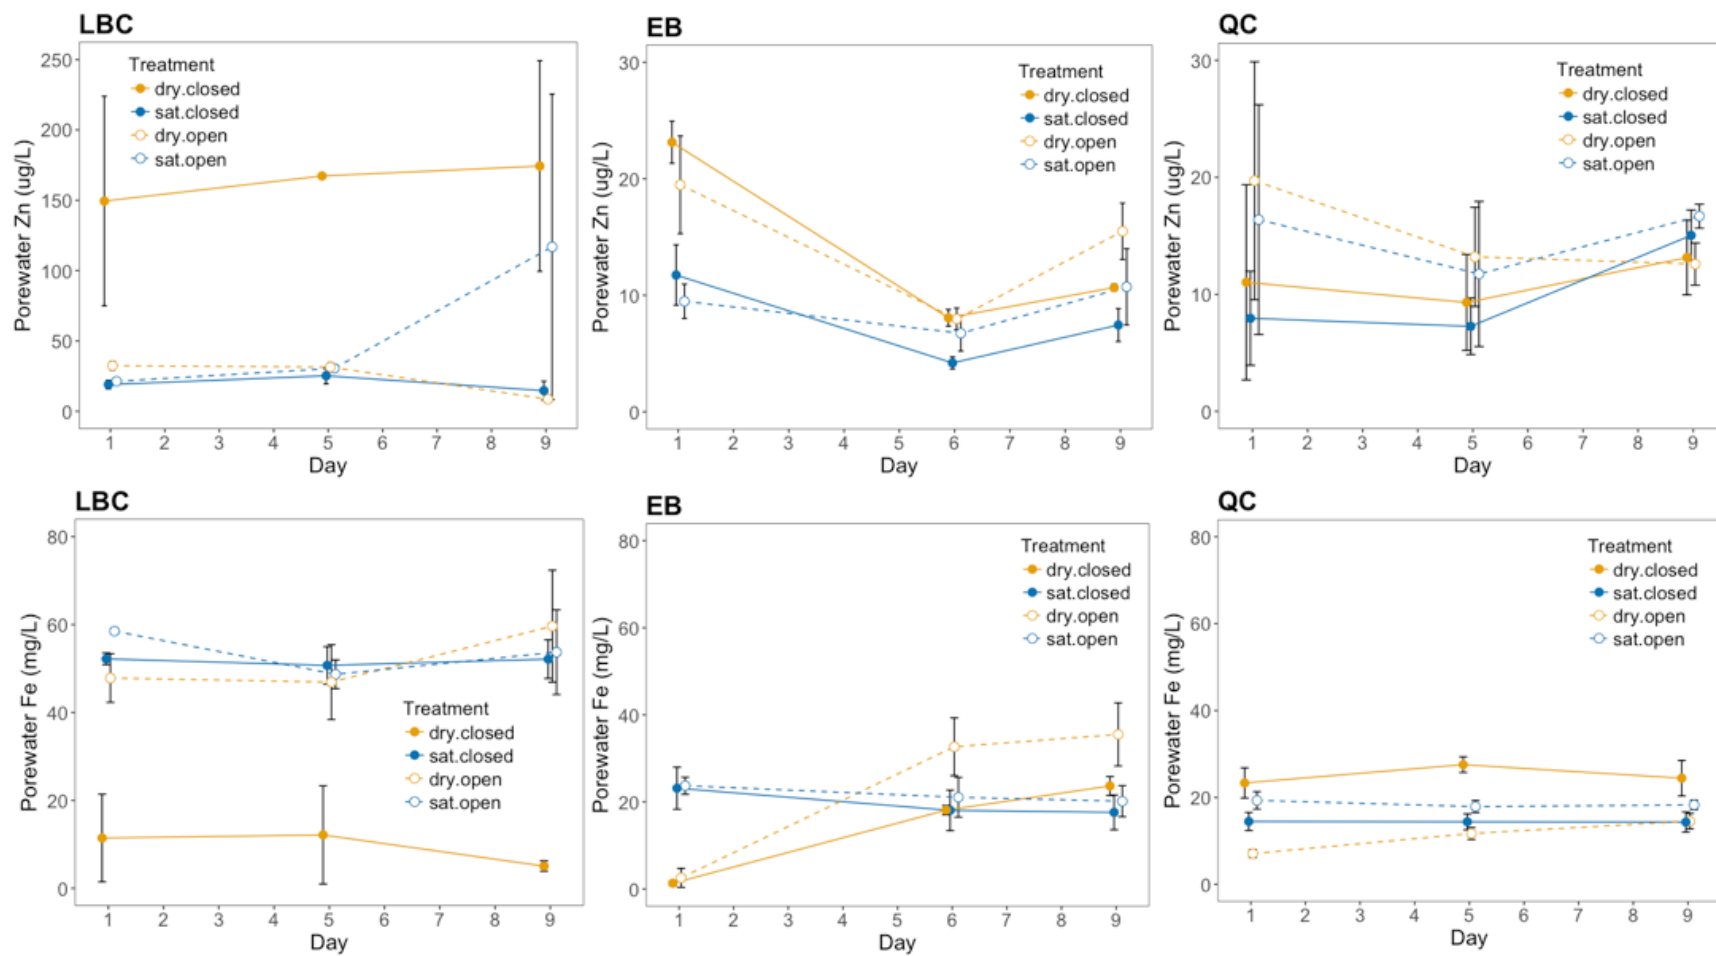 LBC
Porewater Zn (ug/L)
250
200
150
100
50
0
Treatment
dry.closed
sat.closed
dry.open
sat.open
1 2 3 4 5 6 7 8 9
Day
EB
Porewater Zn (ug/L)
30
20
10
0
Treatment
dry.closed
sat.closed
dry.open
sat.open
1 2 3 4 5 6 7 8 9
Day
QC
Porewater Zn (ug/L)
30
20
10
0
Treatment
dry.closed
sat.closed
dry.open
sat.open
1 2 3 4 5 6 7 8 9
Day
LBC
Porewater Fe (mg/L)
80
60
40
20
0
Treatment
dry.closed
sat.closed
dry.open
sat.open
1 2 3 4 5 6 7 8 9
Day
EB
Porewater Fe (mg/L)
80
60
40
20
0
Treatment
dry.closed
sat.closed
dry.open
sat.open
1 2 3 4 5 6 7 8 9
Day
QC
Porewater Fe (mg/L)
80
60
40
20
0
Treatment
dry.closed
sat.closed
dry.open
sat.open
1 2 3 4 5 6 7 8 9
Day